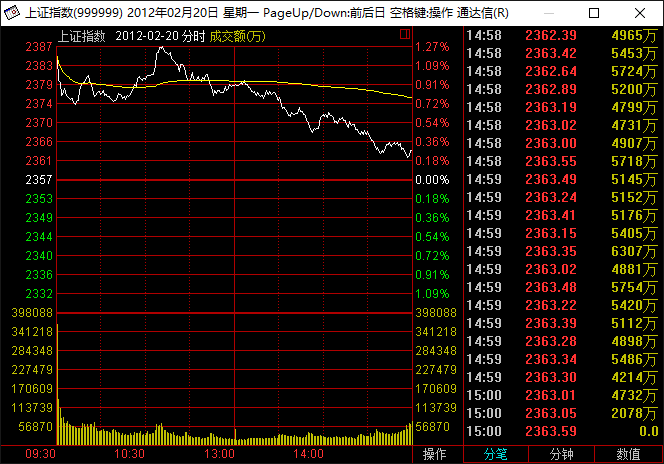 上证指数(999999) 2012年02月20日 星期一 PageUp/Down:前后日 空格键:操作 通达信(R)
上证指数 2012-02-20 分时 成交额(万)
2387 1.27%
2383 1.09%
2379 0.91%
2374 0.72%
2370 0.54%
2366 0.36%
2361 0.18%
2357 0.00%
2353 0.18%
2349 0.36%
2344 0.54%
2340 0.72%
2336 0.91%
2332 1.09%
398088 398088
341218 341218
284348 284348
227479 227479
170609 170609
113739 113739
56870 56870
09:30 10:30 13:00 14:00 操作
14:58 2362.39 4965万
14:58 2363.42 5453万
14:58 2362.64 5724万
14:58 2362.89 5200万
14:58 2363.19 4799万
14:58 2363.02 4731万
14:58 2363.00 4907万
14:58 2363.55 5718万
14:59 2363.49 5145万
14:59 2363.24 5152万
14:59 2363.41 5176万
14:59 2363.15 5405万
14:59 2363.35 6307万
14:59 2363.02 4881万
14:59 2363.48 5754万
14:59 2363.22 5420万
14:59 2363.39 5112万
14:59 2363.28 4898万
14:59 2363.34 5486万
14:59 2363.30 4214万
15:00 2363.01 4732万
15:00 2363.05 2078万
15:00 2363.59 0.0
分笔 分钟 数值